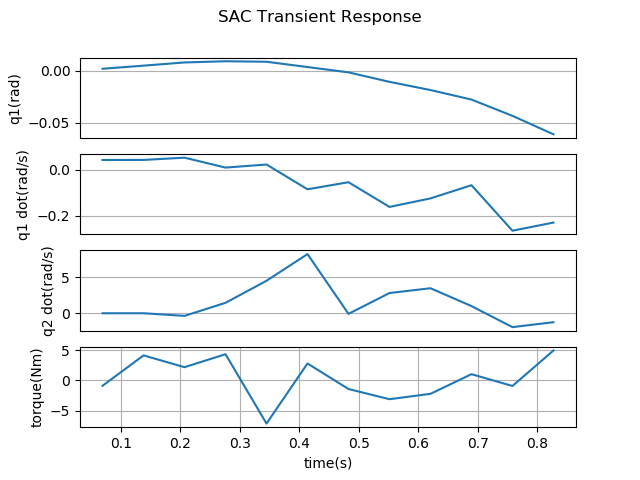 SAC Transient Response
q1(rad)
0.00
−0.05
q1 dot(rad/s)
0.0
−0.2
q2 dot(rad/s)
5
0
torque(Nm)
5
0
−5
0.1 0.2 0.3 0.4 0.5 0.6 0.7 0.8
time(s)